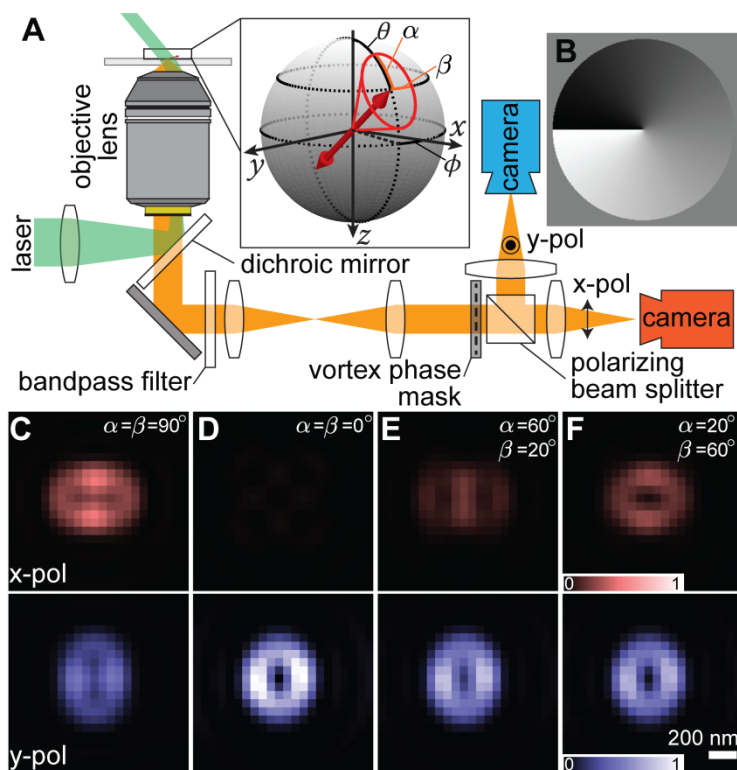 A
θ
α
β
B
objective
lens
x
y
ϕ
z
camera
laser
y-pol
dichroic mirror
x-pol
camera
bandpass filter
vortex phase
mask
polarizing
beam splitter
C
α=β=90°
D
α=β=0°
E
α=60°
β=20°
F
α=20°
β=60°
x-pol
0 1
y-pol
200 nm
0 1